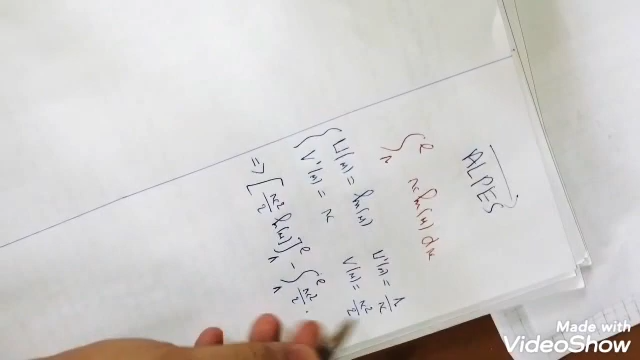 ALPES
∫₁ᵉ x ln(x) dx
{ U(x) = ln(x)   U'(x) = 1/x
{ V'(x) = x   V(x) = x²/2
=> [x²/2 ln(x)]₁ᵉ - ∫₁ᵉ x²/2 .
Made with
VideoShow